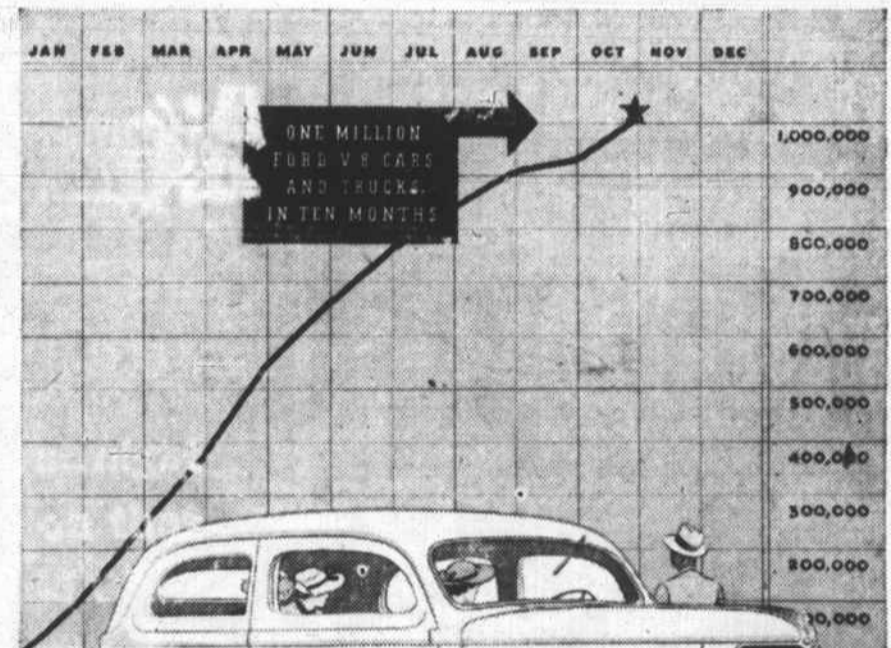 JAN FEB MAR APR MAY JUN JUL AUG SEP OCT NOV DEC
ONE MILLION
FORD V 8 CARS
AND TRUCKS.
IN TEN MONTHS
1,000,000
900,000
800,000
700,000
600,000
500,000
400,000
300,000
200,000